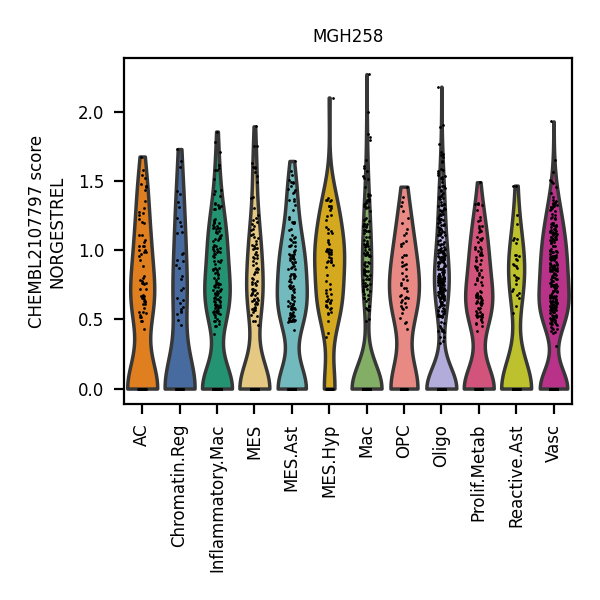 MGH258
CHEMBL2107797 score
NORGESTREL
2.0
1.5
1.0
0.5
0.0
AC
Chromatin.Reg
Inflammatory.Mac
MES
MES.Ast
MES.Hyp
Mac
OPC
Oligo
Prolif.Metab
Reactive.Ast
Vasc